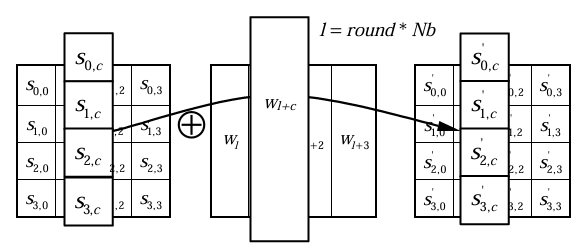 l = round * Nb
s0,c s'0,c
s0,0 ,2 s0,3 s'0,0 0,2 s'0,3
s1,c wl+c s'1,c
s1,0 ,2 s1,3 ⊕ wl +2 wl+3 s'1,0 1,2 s'1,3
s2,c s'2,c
s2,0 2,2 s2,3 s'2,0 2,2 s'2,3
s3,c s'3,c
s3,0 ,2 s3,3 s'3,0 3,2 s'3,3